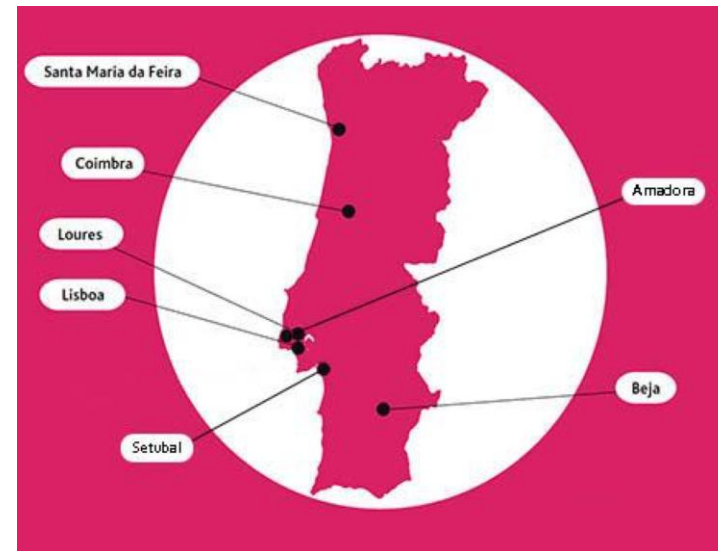 Santa Maria da Feira
Coimbra
Amadora
Loures
Lisboa
Beja
Setubal